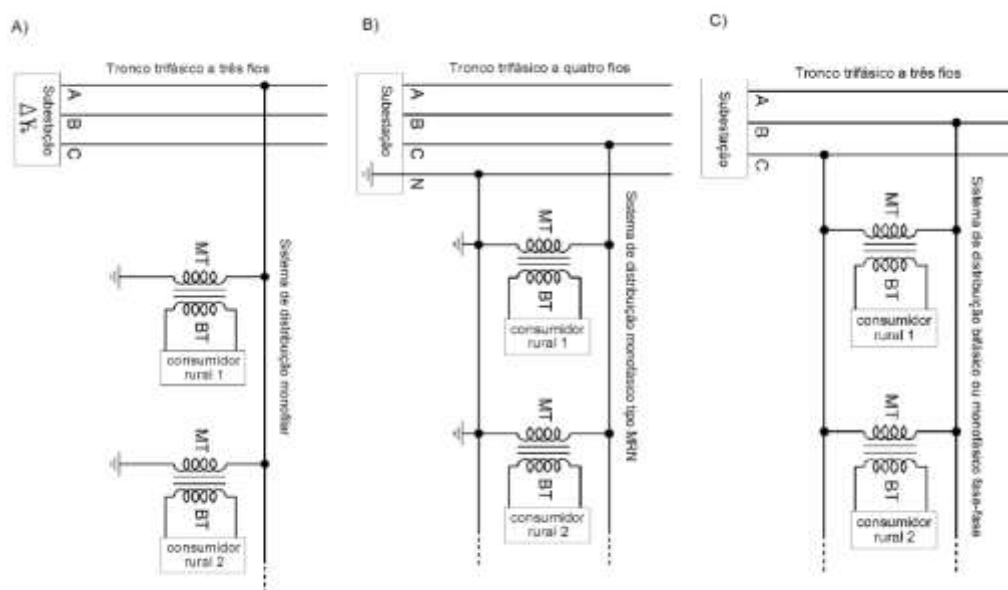 A)
Tronco trifásico a três fios
Subestação
A
B
C
Sistema de distribuição monofilar
MT
BT
consumidor
rural 1
MT
BT
consumidor
rural 2
B)
Tronco trifásico a quatro fios
Subestação
A
B
C
N
Sistema de distribuição monofásico tipo MRN
MT
BT
consumidor
rural 1
MT
BT
consumidor
rural 2
C)
Tronco trifásico a três fios
Subestação
A
B
C
Sistema de distribuição bifásico ou monofásico fase-fase
MT
BT
consumidor
rural 1
MT
BT
consumidor
rural 2